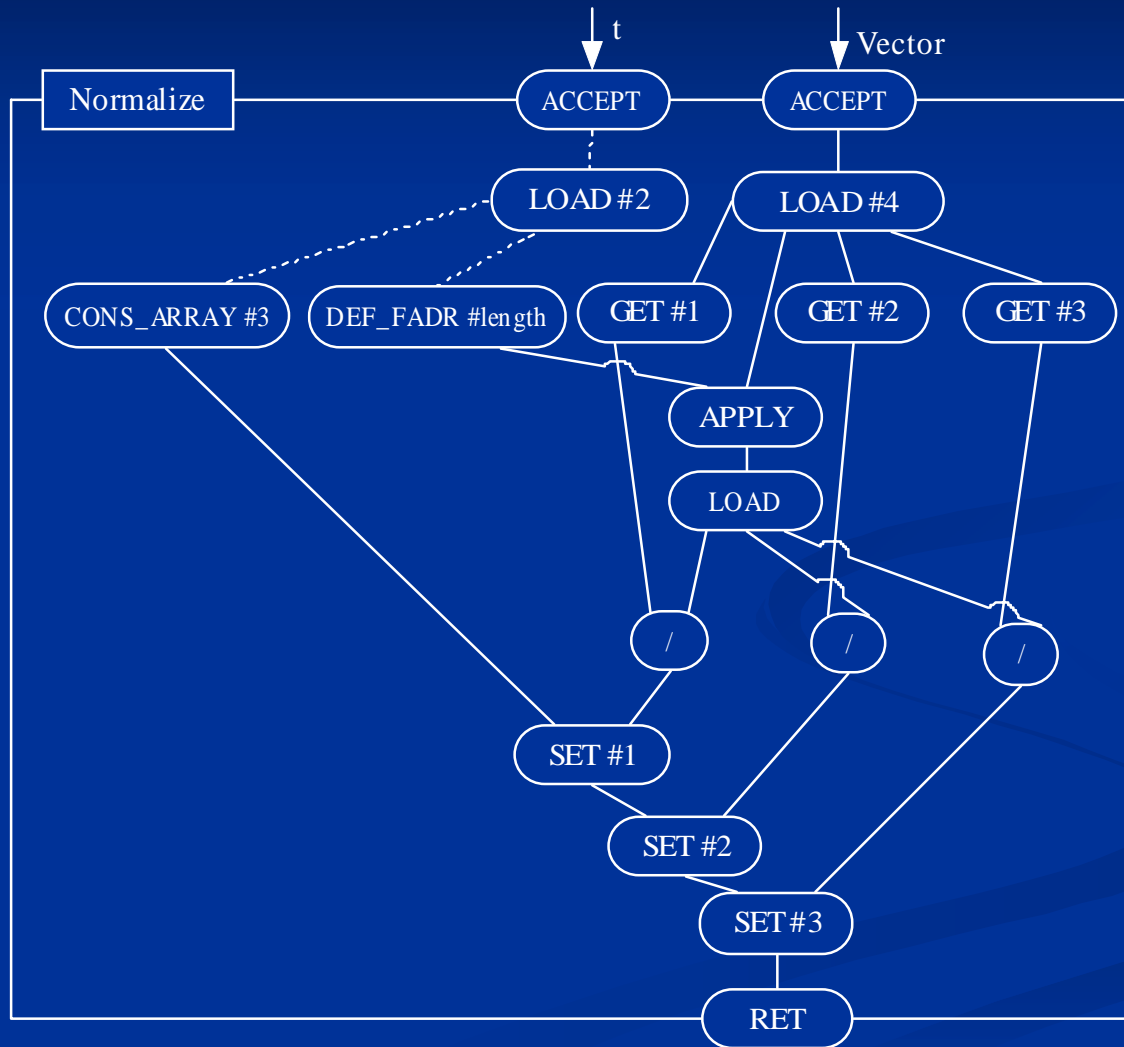 t
Vector
Normalize
ACCEPT
ACCEPT
LOAD #2
LOAD #4
CONS_ARRAY #3
DEF_FADR #length
GET #1
GET #2
GET #3
APPLY
LOAD
/
/
/
SET #1
SET #2
SET #3
RET